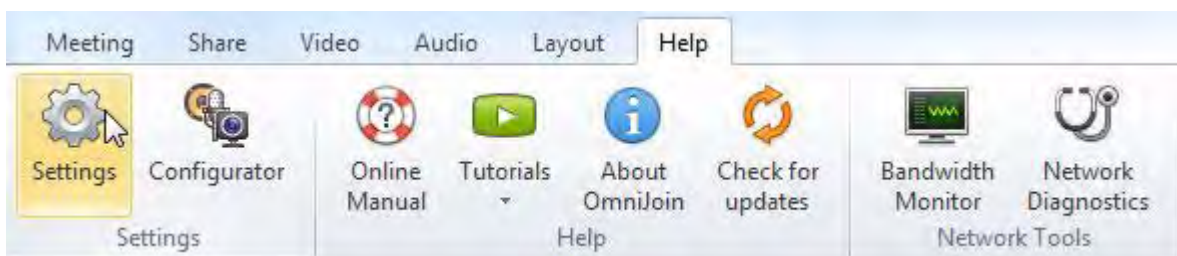 Meeting Share Video Audio Layout Help
Settings Configurator Online Tutorials About Check for Bandwidth Network
Manual OmniJoin updates Monitor Diagnostics
Settings Help Network Tools